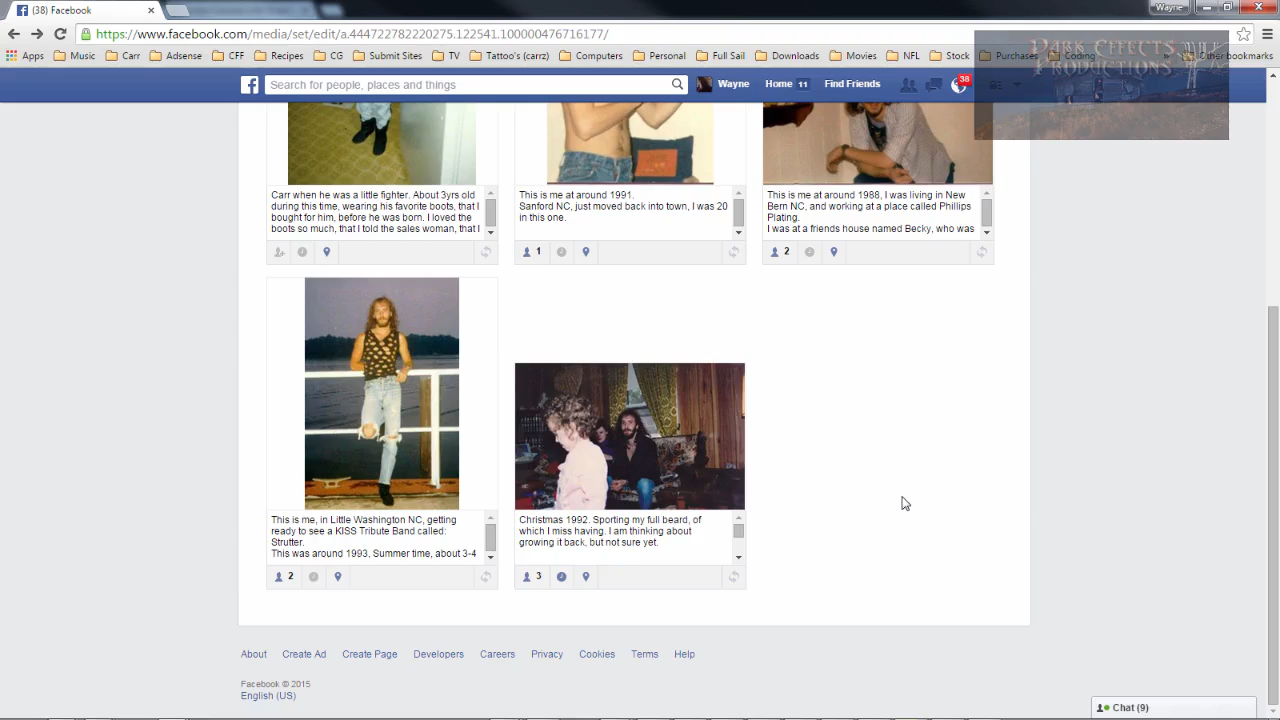 (38) Facebook
Wayne
https://www.facebook.com/media/set/edit/a.444722782220275.122541.100000476216177/
Apps Music Carr Adsense CFF Recipes CG Submit Sites TV Tattoo's (carrz) Computers Personal Full Sail Downloads Movies NFL Stock Purchases Coding » Other bookmarks
DARK EFFECTS
PRODUCTIONS
Search for people, places and things
Wayne Home 11 Find Friends 38
Carr when he was a little fighter. About 3yrs old
during this time, wearing his favorite boots, that I
bought for him, before he was born. I loved the
boots so much, that I told the sales woman, that I
This is me at around 1991.
Sanford NC, just moved back into town, I was 20
in this one.
1
This is me at around 1988, I was living in New
Bern NC, and working at a place called Phillips
Plating.
I was at a friends house named Becky, who was
2
This is me, in Little Washington NC, getting
ready to see a KISS Tribute Band called:
Strutter.
This was around 1993. Summer time, about 3-4
2
Christmas 1992. Sporting my full beard, of
which I miss having. I am thinking about
growing it back, but not sure yet.
3
About Create Ad Create Page Developers Careers Privacy Cookies Terms Help
Facebook © 2015
English (US)
Chat (9)